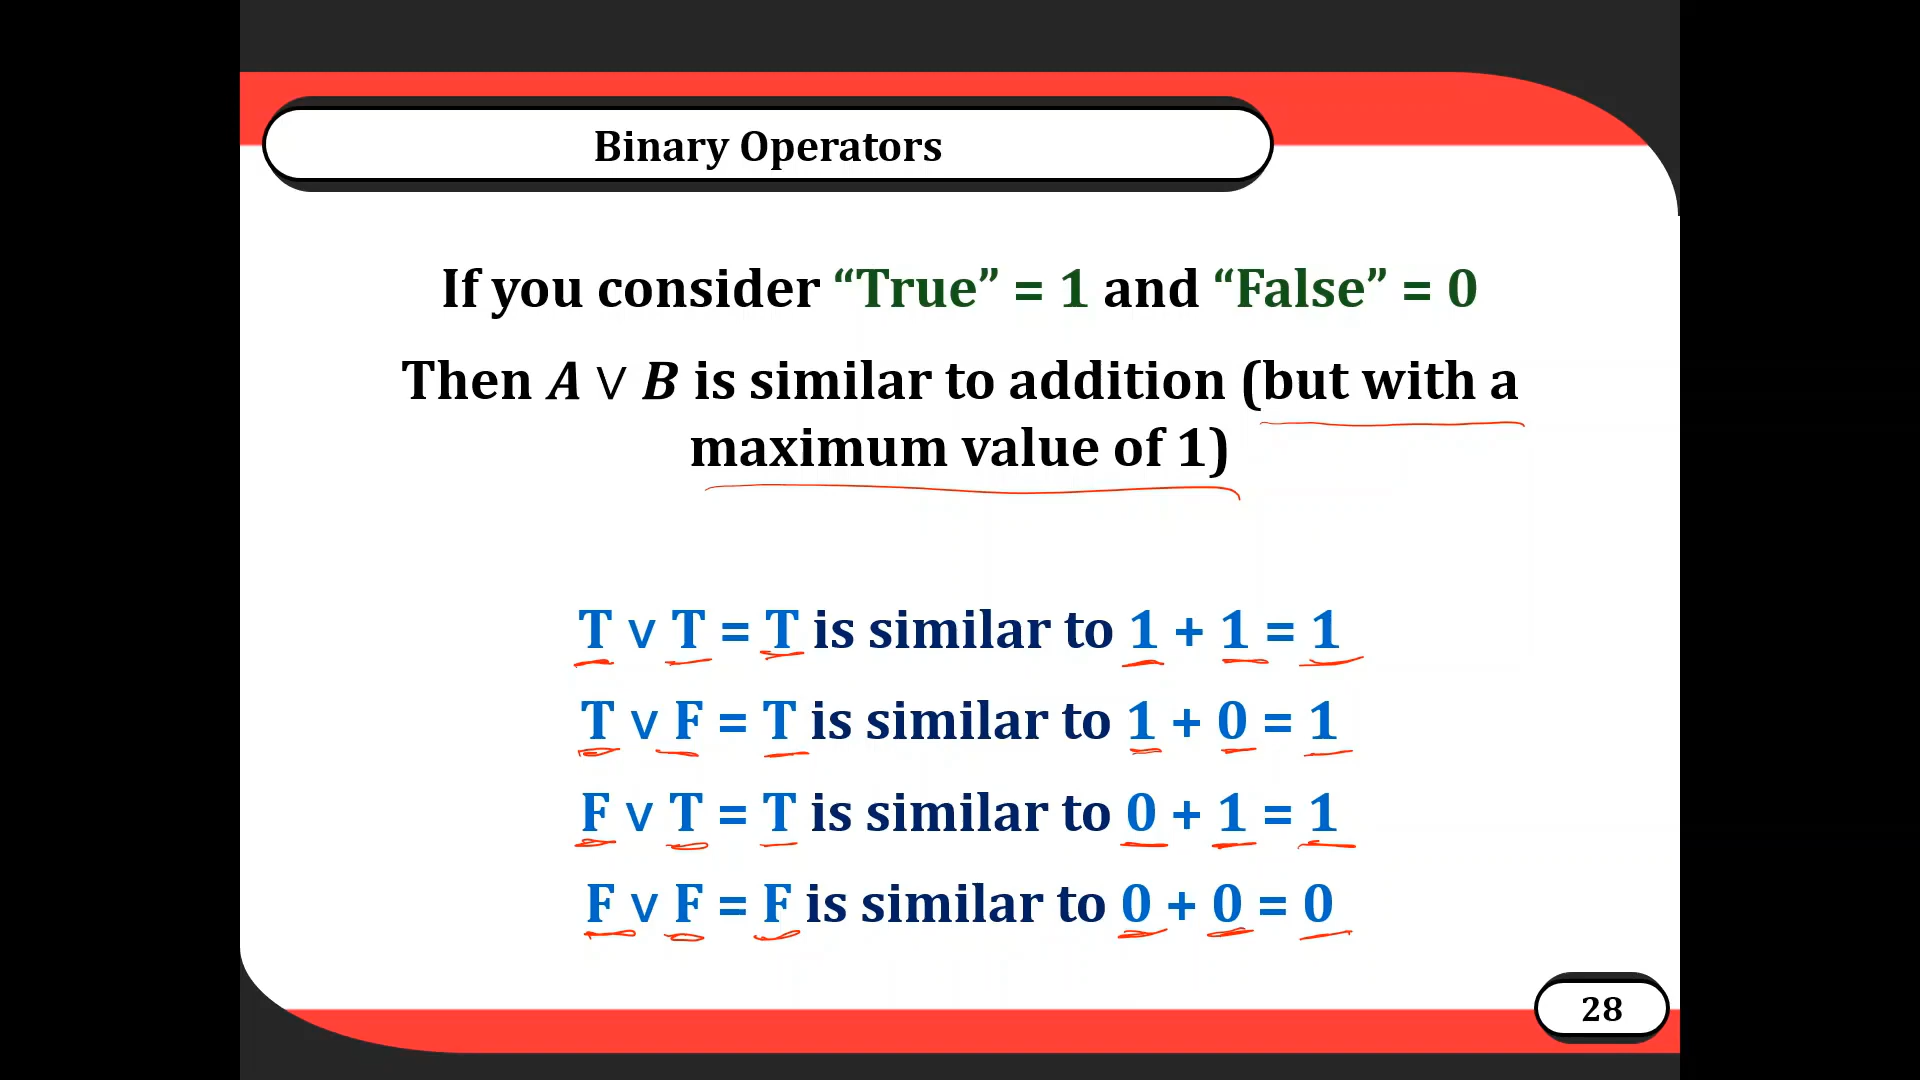 Binary Operators
If you consider “True” = 1 and “False” = 0
Then A ∨ B is similar to addition (but with a
maximum value of 1)
T ∨ T = T is similar to 1 + 1 = 1
T ∨ F = T is similar to 1 + 0 = 1
F ∨ T = T is similar to 0 + 1 = 1
F ∨ F = F is similar to 0 + 0 = 0
28